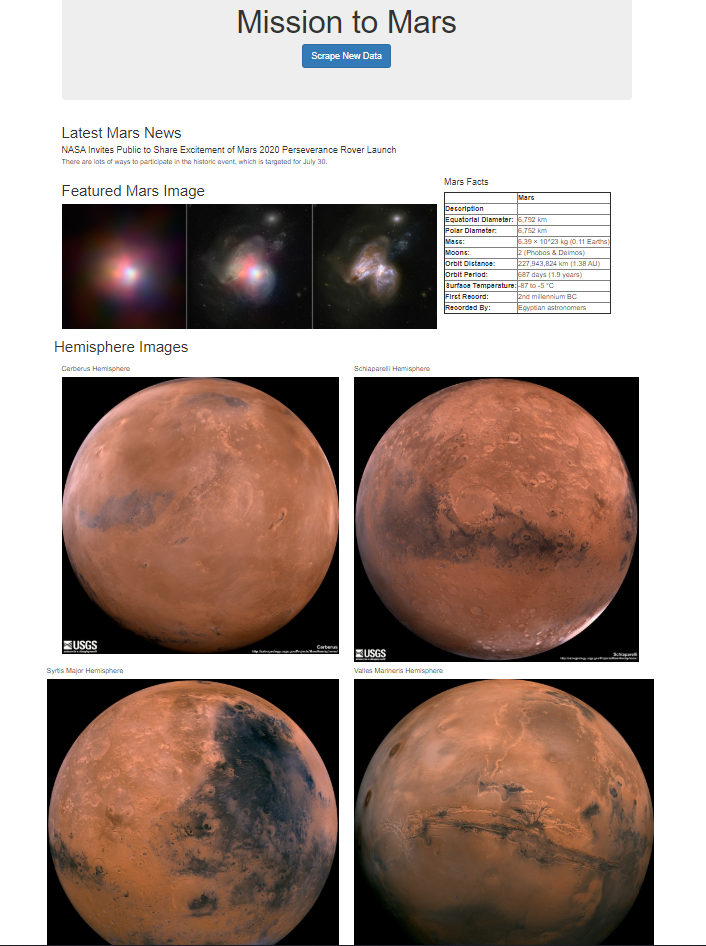 Mission to Mars
Scrape New Data
Latest Mars News
NASA Invites Public to Share Excitement of Mars 2020 Perseverance Rover Launch
There are lots of ways to participate in the historic event, which is targeted for July 30.
Featured Mars Image
Mars Facts
Mars
Description
Equatorial Diameter: 6,792 km
Polar Diameter: 6,752 km
Mass: 6.39 × 10^23 kg (0.11 Earths)
Moons: 2 (Phobos & Deimos)
Orbit Distance: 227,943,824 km (1.38 AU)
Orbit Period: 687 days (1.9 years)
Surface Temperature: -87 to -5 °C
First Record: 2nd millennium BC
Recorded By: Egyptian astronomers
Hemisphere Images
Cerberus Hemisphere
Schiaparelli Hemisphere
USGS
Cerberus
USGS
Schiaparelli
Syrtis Major Hemisphere
Valles Marineris Hemisphere